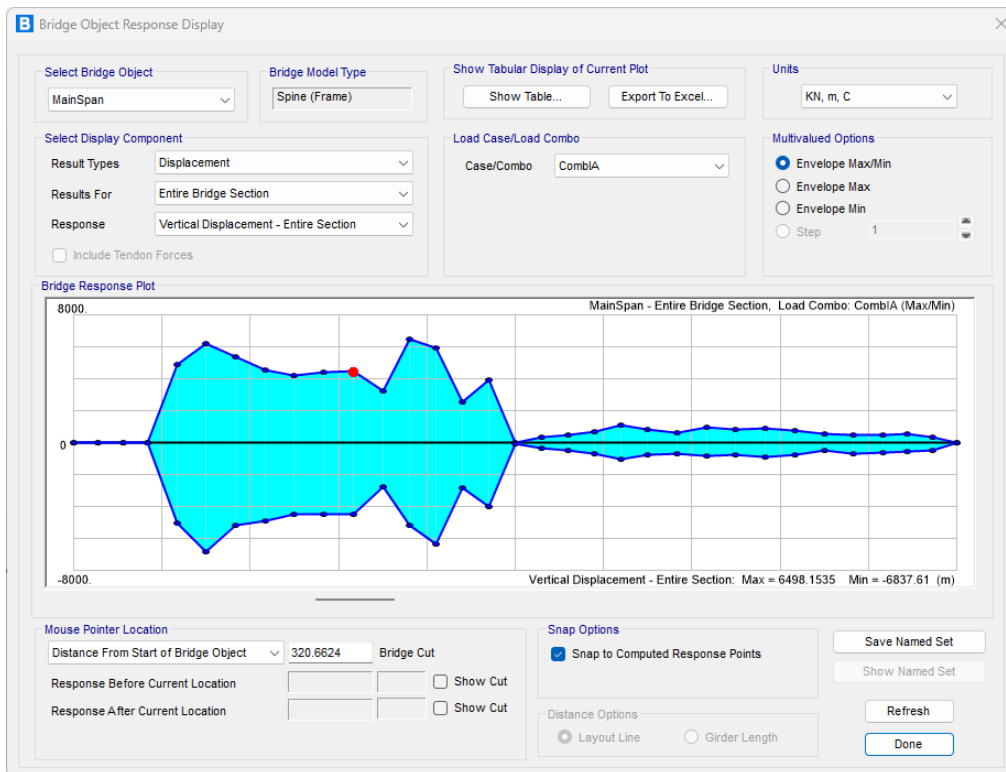 B Bridge Object Response Display
Select Bridge Object
MainSpan
Bridge Model Type
Spine (Frame)
Show Tabular Display of Current Plot
Show Table... Export To Excel...
Units
KN, m, C
Select Display Component
Result Types Displacement
Results For Entire Bridge Section
Response Vertical Displacement - Entire Section
Include Tendon Forces
Load Case/Load Combo
Case/Combo CombIA
Multivalued Options
Envelope Max/Min
Envelope Max
Envelope Min
Step 1
Bridge Response Plot
8000. MainSpan - Entire Bridge Section, Load Combo: CombIA (Max/Min)
0
-8000. Vertical Displacement - Entire Section: Max = 6498.1535 Min = -6837.61 (m)
Mouse Pointer Location
Distance From Start of Bridge Object 320.6624 Bridge Cut
Response Before Current Location Show Cut
Response After Current Location Show Cut
Snap Options
Snap to Computed Response Points
Distance Options
Layout Line Girder Length
Save Named Set
Show Named Set
Refresh
Done